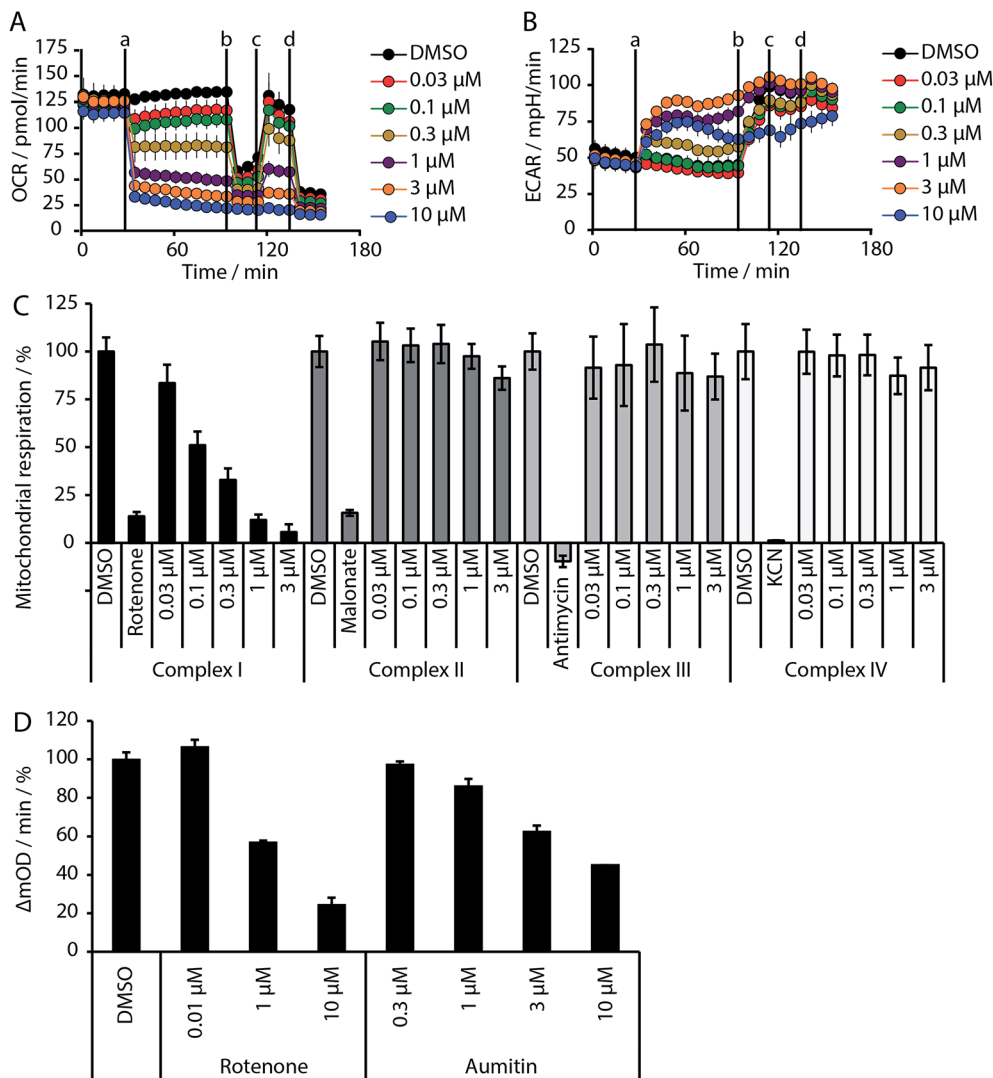 A
a
b
c
d
OCR / pmol/min
175
150
125
100
75
50
25
0
0
60
120
180
Time / min
DMSO
0.03 µM
0.1 µM
0.3 µM
1 µM
3 µM
10 µM
B
a
b
c
d
ECAR / mpH/min
125
100
75
50
25
0
0
60
120
180
Time / min
DMSO
0.03 µM
0.1 µM
0.3 µM
1 µM
3 µM
10 µM
C
Mitochondrial respiration / %
125
100
75
50
25
0
DMSO
Rotenone
0.03 µM
0.1 µM
0.3 µM
1 µM
3 µM
DMSO
Malonate
0.03 µM
0.1 µM
0.3 µM
1 µM
3 µM
DMSO
Antimycin
0.03 µM
0.1 µM
0.3 µM
1 µM
3 µM
DMSO
KCN
0.03 µM
0.1 µM
0.3 µM
1 µM
3 µM
Complex I
Complex II
Complex III
Complex IV
D
ΔmOD / min / %
120
100
80
60
40
20
0
DMSO
0.01 µM
1 µM
10 µM
0.3 µM
1 µM
3 µM
10 µM
Rotenone
Aumitin